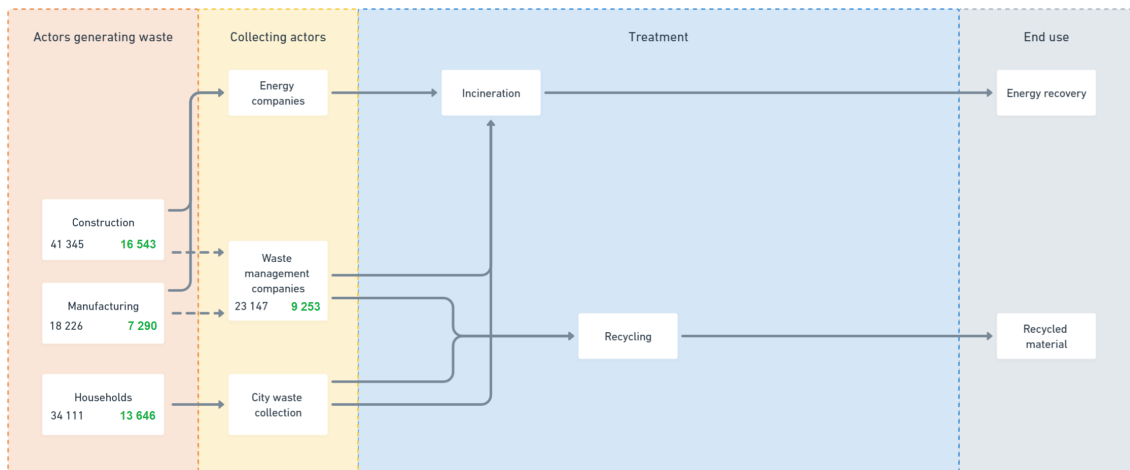 Actors generating waste
Collecting actors
Treatment
End use
Energy
companies
Incineration
Energy recovery
Construction
41 345 16 543
Waste
management
companies
23 147 9 253
Manufacturing
18 226 7 290
Recycling
Recycled
material
Households
34 111 13 646
City waste
collection